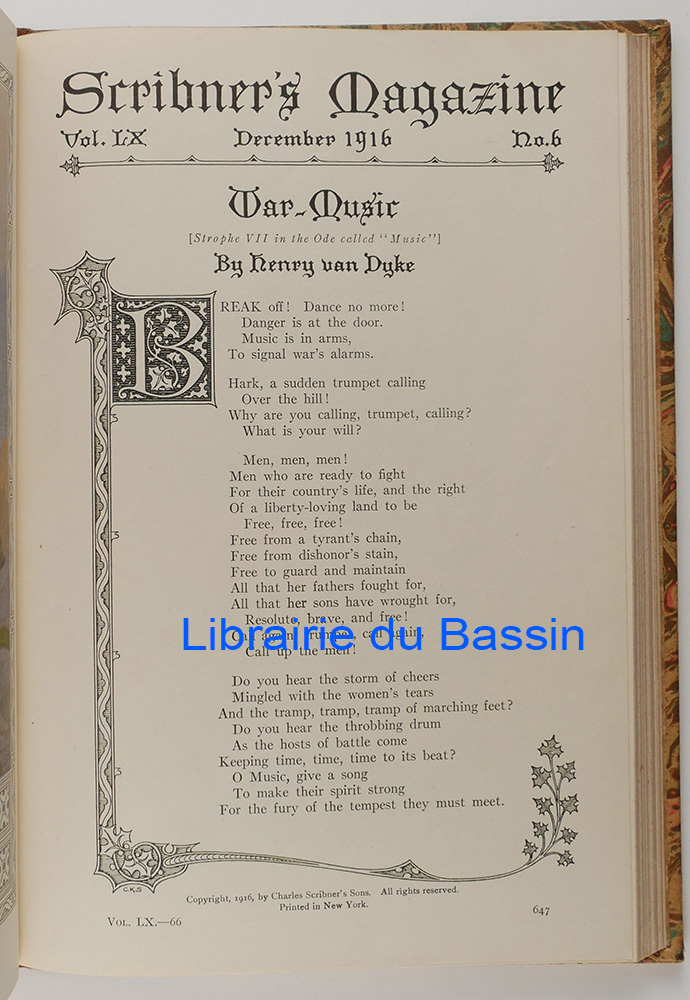 Scribner's Magazine
Vol. LX December 1916 No. 6
War-Music
[Strophe VII in the Ode called "Music"]
By Henry van Dyke
BREAK off! Dance no more!
Danger is at the door.
Music is in arms,
To signal war's alarms.
Hark, a sudden trumpet calling
Over the hill!
Why are you calling, trumpet, calling?
What is your will?
Men, men, men!
Men who are ready to fight
For their country's life, and the right
Of a liberty-loving land to be
Free, free, free!
Free from a tyrant's chain,
Free from dishonor's stain,
Free to guard and maintain
All that her fathers fought for,
All that her sons have wrought for,
Resolute, brave, and free!
Librairie du Bassin
Call again, trumpet, call again,
Call up the men!
Do you hear the storm of cheers
Mingled with the women's tears
And the tramp, tramp, tramp of marching feet?
Do you hear the throbbing drum
As the hosts of battle come
Keeping time, time, time to its beat?
O Music, give a song
To make their spirit strong
For the fury of the tempest they must meet.
C.K.S
Copyright, 1916, by Charles Scribner's Sons. All rights reserved.
Printed in New York.
VOL. LX.—66
647